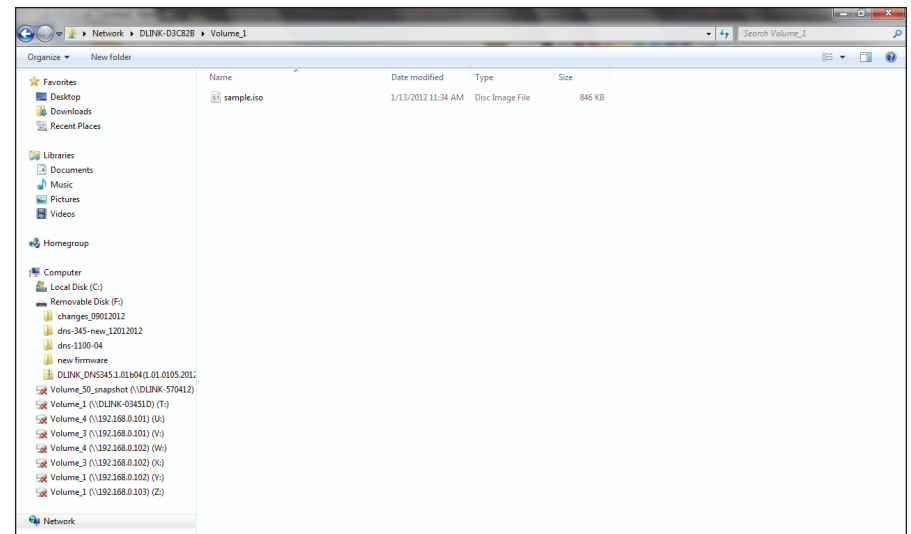 Network ▸ DLINK-D3C82B ▸ Volume_1
Search Volume_1
Organize ▾ New folder
Name Date modified Type Size
sample.iso 1/13/2012 11:34 AM Disc Image File 846 KB
Favorites
Desktop
Downloads
Recent Places
Libraries
Documents
Music
Pictures
Videos
Homegroup
Computer
Local Disk (C:)
Removable Disk (F:)
changes_09012012
dns-345-new_12012012
dns-1100-04
new firmware
DLINK_DNS345.1.01b04(1.01.0105.2012
Volume_50_snapshot (\\DLINK-570412)
Volume_1 (\\DLINK-03451D) (T:)
Volume_4 (\\192.168.0.101) (U:)
Volume_3 (\\192.168.0.101) (V:)
Volume_4 (\\192.168.0.102) (W:)
Volume_3 (\\192.168.0.102) (X:)
Volume_1 (\\192.168.0.102) (Y:)
Volume_1 (\\192.168.0.103) (Z:)
Network